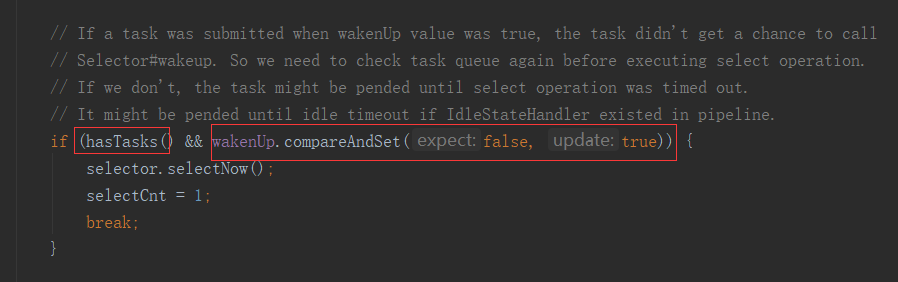 // If a task was submitted when wakenUp value was true, the task didn't get a chance to call
// Selector#wakeup. So we need to check task queue again before executing select operation.
// If we don't, the task might be pended until select operation was timed out.
// It might be pended until idle timeout if IdleStateHandler existed in pipeline.
if (hasTasks() && wakenUp.compareAndSet( expect: false, update: true)) {
selector.selectNow();
selectCnt = 1;
break;
}